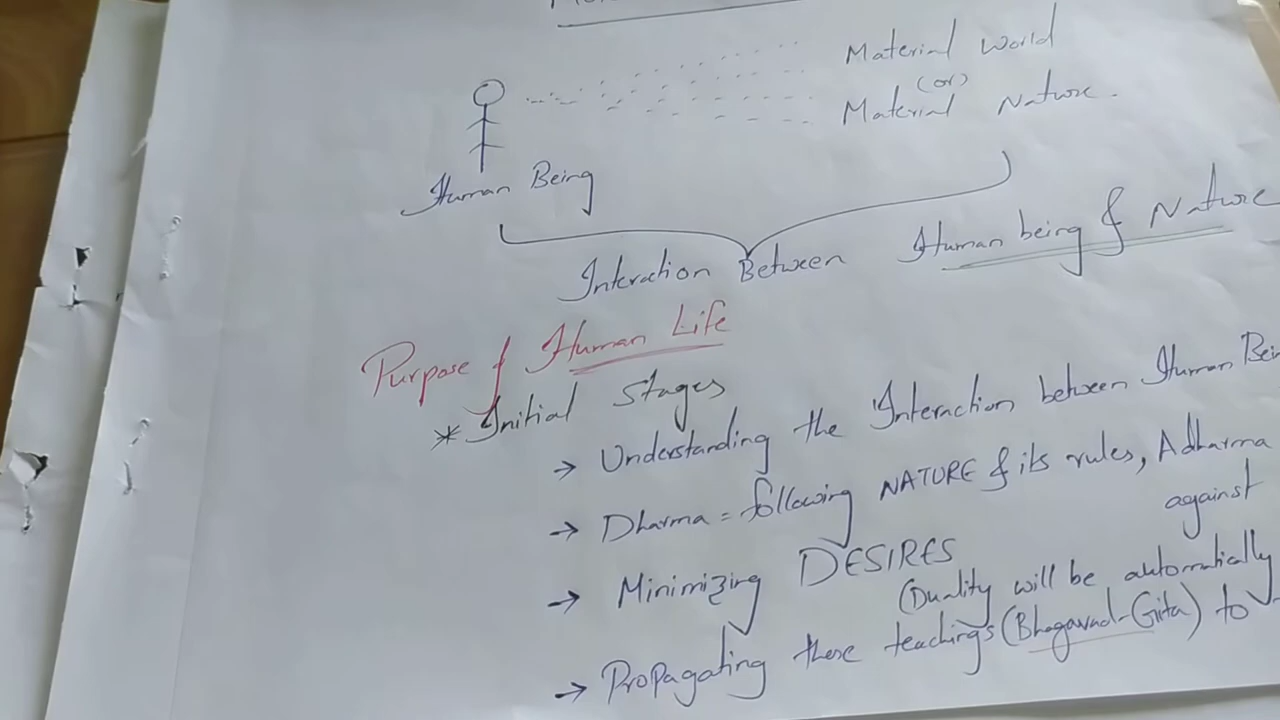 Material World
(or)
Material Nature.
Human Being
Interaction Between Human being & Nature
Purpose of Human Life
* Initial Stages
→ Understanding the Interaction between Human Bei
→ Dharma = following NATURE & its rules, Adharma
against
→ Minimizing DESIRES
(Duality will be automatically
→ Propagating these teachings (Bhagavad-Gita) to